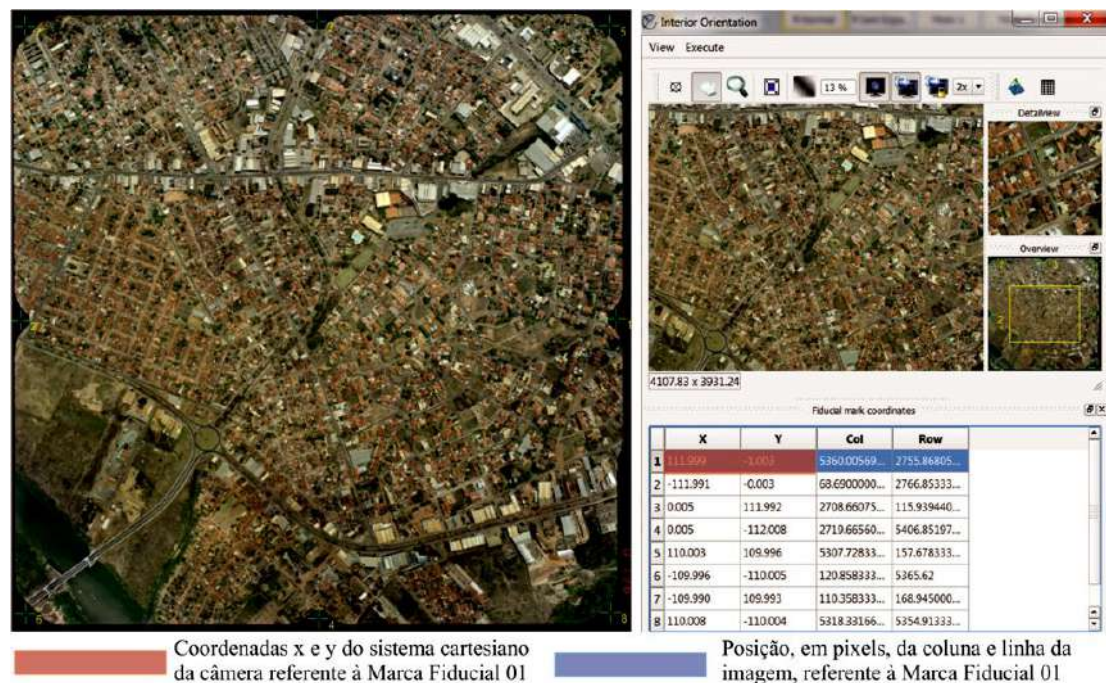 5
1
6
4
8
Interior Orientation
View Execute
13 %
2x
Detailview
Overview
4107.83 x 3931.24
Fiducial mark coordinates
X Y Col Row
1 111.999 -1.003 5360.00569... 2755.86805...
2 -111.991 -0.003 68.6900000... 2766.85333...
3 0.005 111.992 2708.66075... 115.939440...
4 0.005 -112.008 2719.66560... 5406.85197...
5 110.003 109.996 5307.72833... 157.678333...
6 -109.996 -110.005 120.858333... 5365.62
7 -109.990 109.993 110.358333... 168.945000...
8 110.008 -110.004 5318.33166... 5354.91333...
Coordenadas x e y do sistema cartesiano
da câmera referente à Marca Fiducial 01
Posição, em pixels, da coluna e linha da
imagem, referente à Marca Fiducial 01